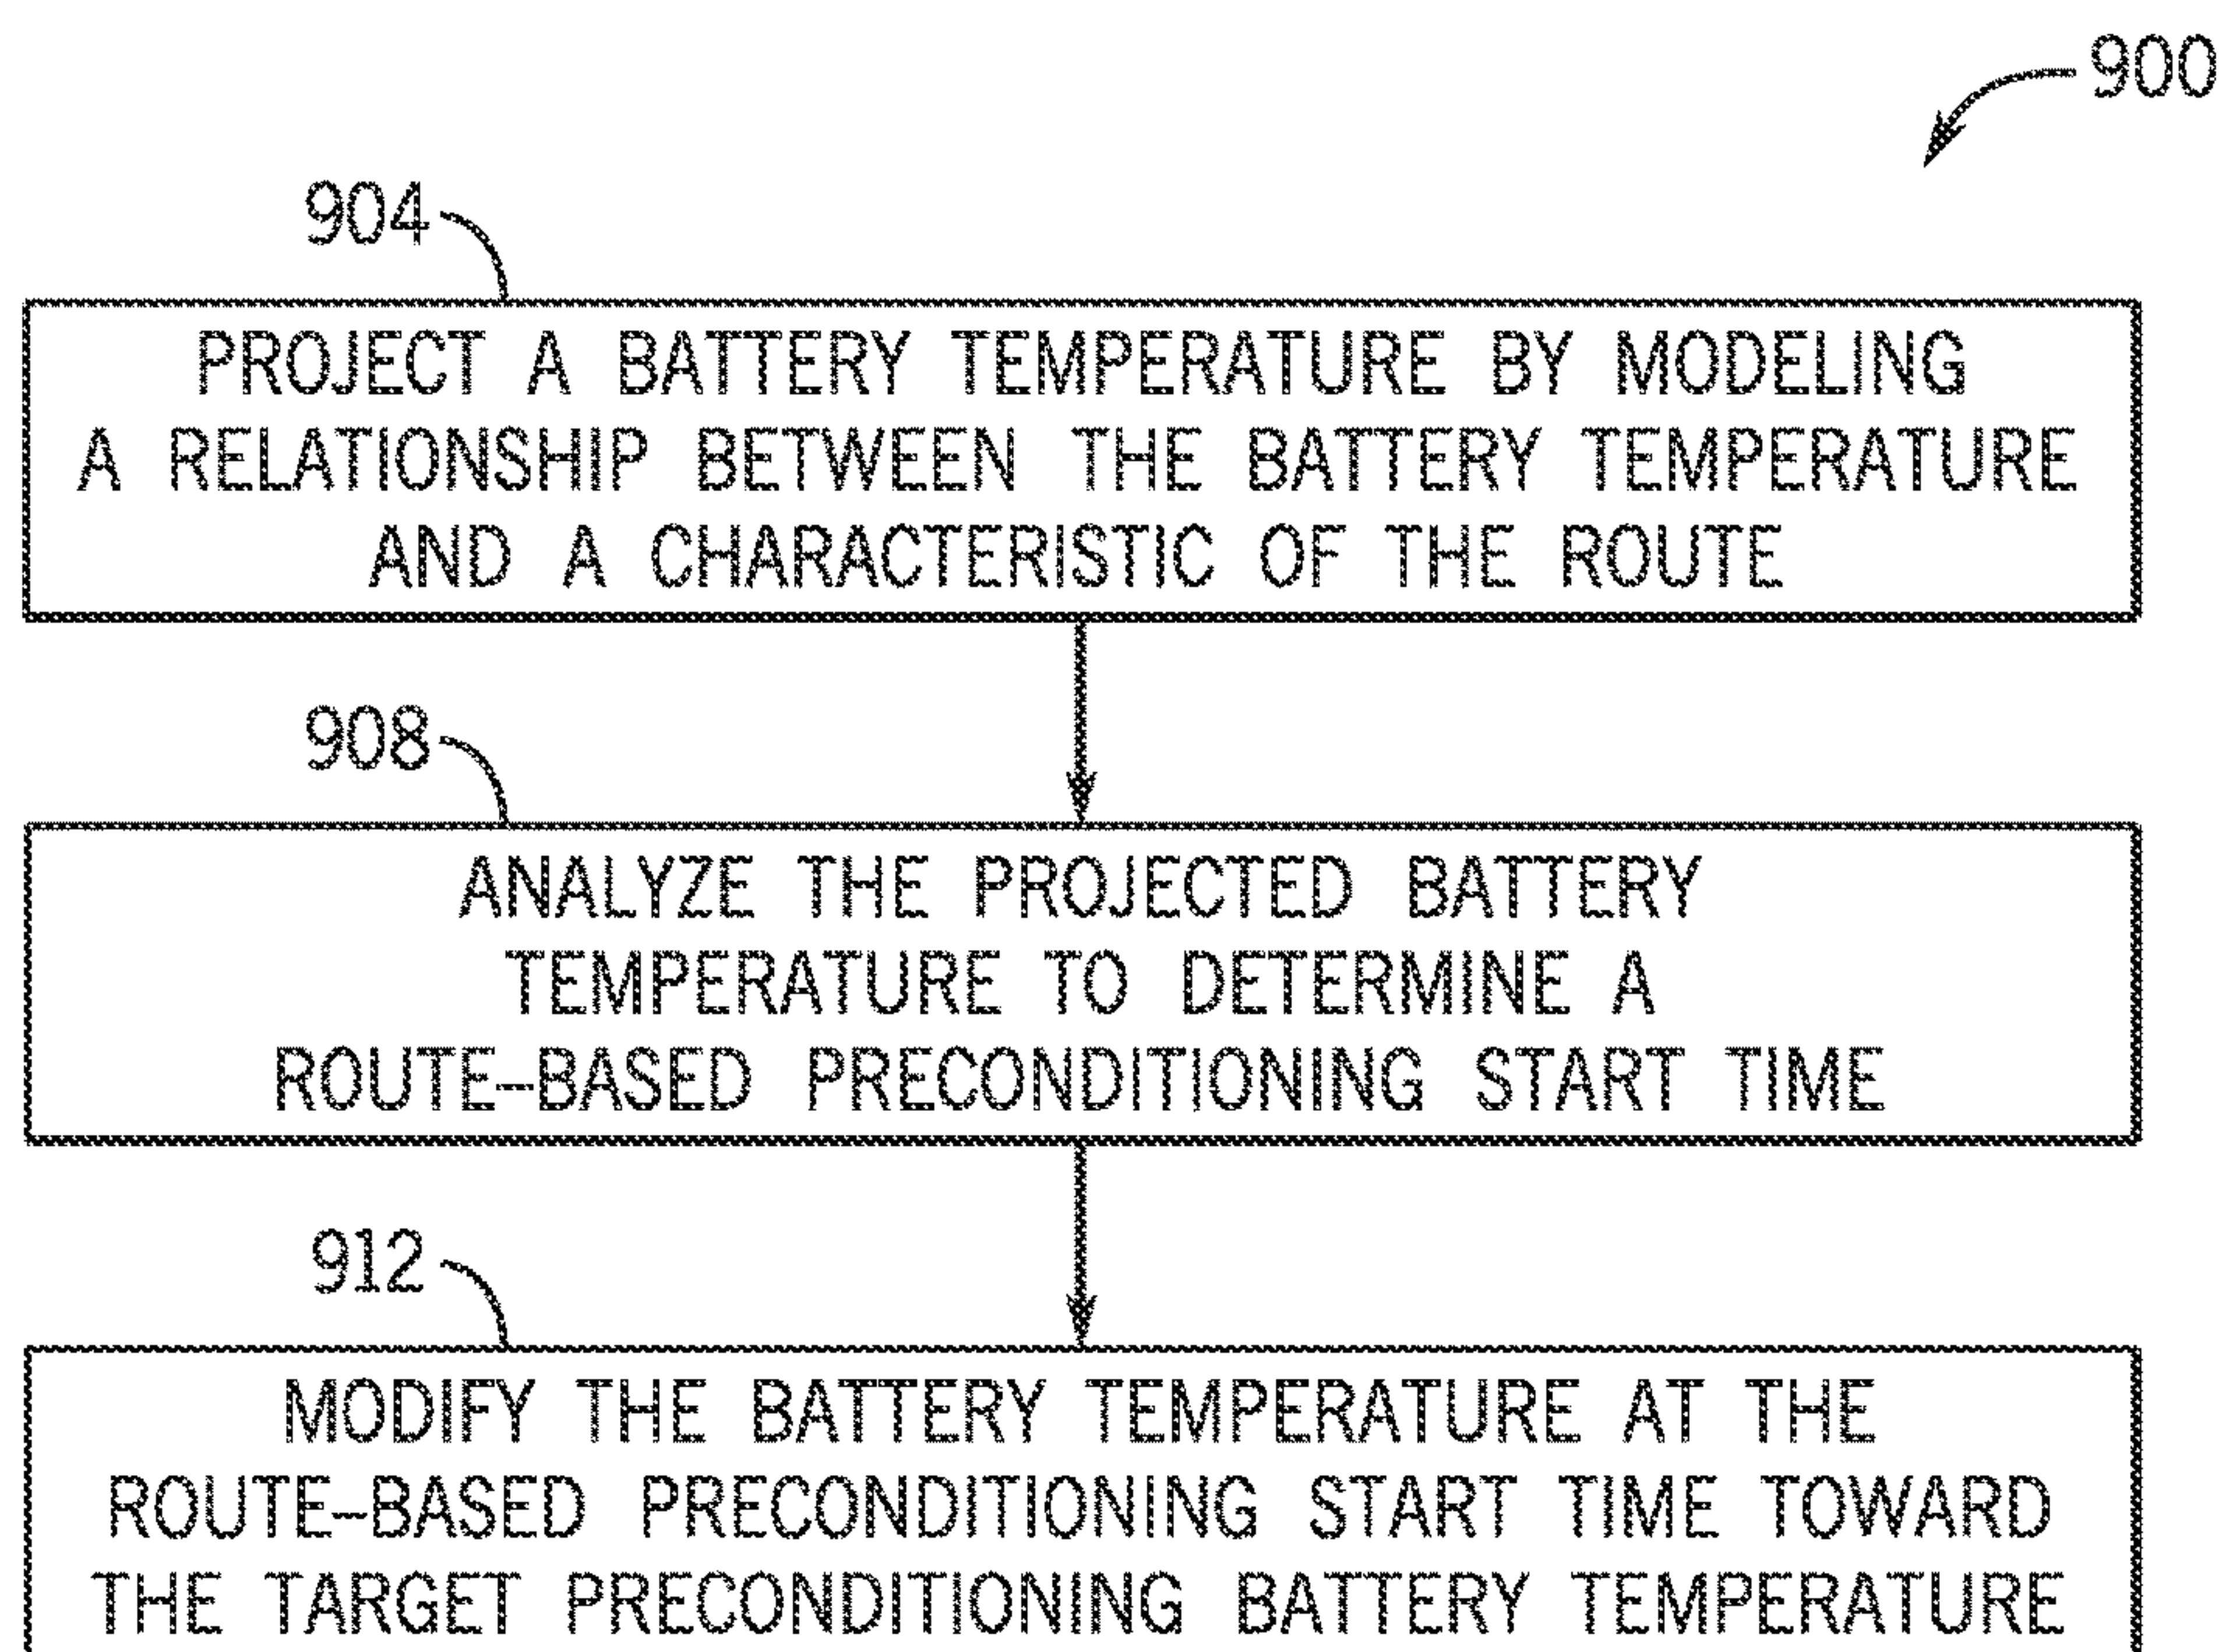 900
904
PROJECT A BATTERY TEMPERATURE BY MODELING
A RELATIONSHIP BETWEEN THE BATTERY TEMPERATURE
AND A CHARACTERISTIC OF THE ROUTE
908
ANALYZE THE PROJECTED BATTERY
TEMPERATURE TO DETERMINE A
ROUTE-BASED PRECONDITIONING START TIME
912
MODIFY THE BATTERY TEMPERATURE AT THE
ROUTE-BASED PRECONDITIONING START TIME TOWARD
THE TARGET PRECONDITIONING BATTERY TEMPERATURE